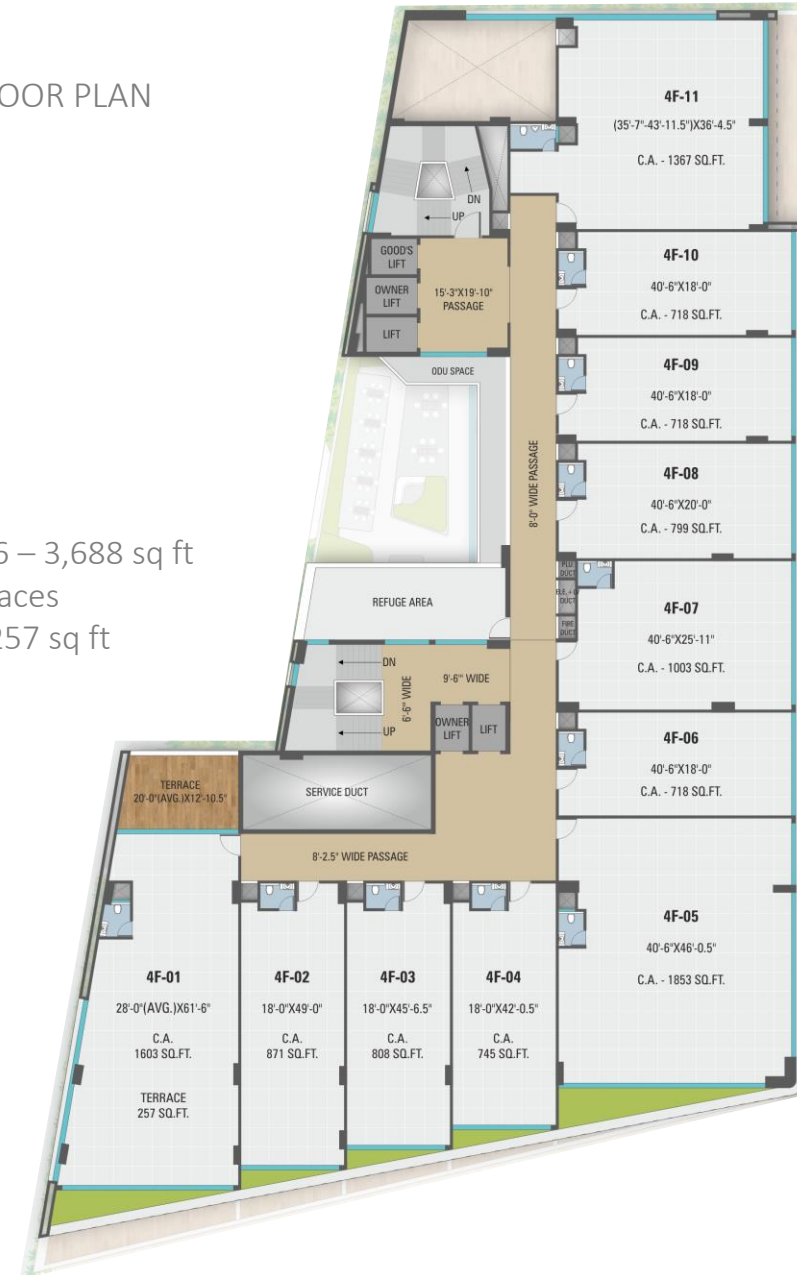 OOR PLAN
6 – 3,688 sq ft
aces
257 sq ft
4F-11
(35'-7"-43'-11.5")X36'-4.5"
C.A. - 1367 SQ.FT.
DN
UP
GOOD'S
LIFT
OWNER
LIFT
LIFT
15'-3"X19'-10"
PASSAGE
4F-10
40'-6"X18'-0"
C.A. - 718 SQ.FT.
ODU SPACE
4F-09
40'-6"X18'-0"
C.A. - 718 SQ.FT.
8'-0" WIDE PASSAGE
4F-08
40'-6"X20'-0"
C.A. - 799 SQ.FT.
REFUGE AREA
PLU.
DUCT
DUCT
FIRE
DUCT
4F-07
40'-6"X25'-11"
C.A. - 1003 SQ.FT.
DN
UP
6'-6" WIDE
9'-6" WIDE
OWNER
LIFT
LIFT
4F-06
40'-6"X18'-0"
C.A. - 718 SQ.FT.
TERRACE
20'-0"(AVG.)X12'-10.5"
SERVICE DUCT
8'-2.5" WIDE PASSAGE
4F-05
40'-6"X46'-0.5"
C.A. - 1853 SQ.FT.
4F-01
28'-0"(AVG.)X61'-6"
C.A.
1603 SQ.FT.
TERRACE
257 SQ.FT.
4F-02
18'-0"X49'-0"
C.A.
871 SQ.FT.
4F-03
18'-0"X45'-6.5"
C.A.
808 SQ.FT.
4F-04
18'-0"X42'-0.5"
C.A.
745 SQ.FT.